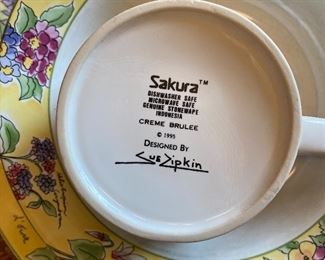 Sakura™
DISHWASHER SAFE
MICROWAVE SAFE
GENUINE STONEWARE
INDONESIA
CREME BRULEE
© 1995
DESIGNED BY
Sue Zipkin